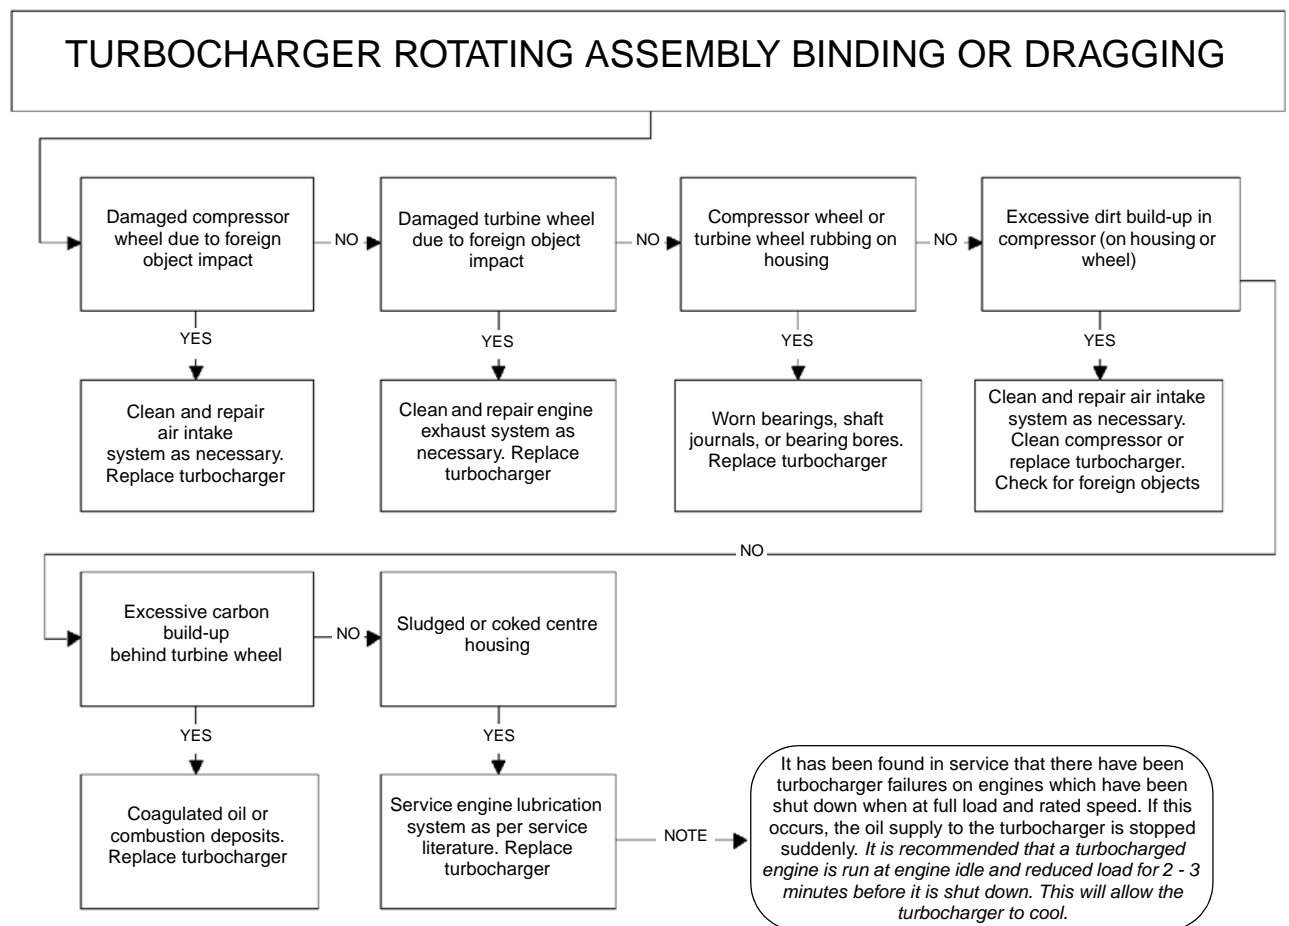 TURBOCHARGER ROTATING ASSEMBLY BINDING OR DRAGGING
Damaged compressor
wheel due to foreign
object impact
NO
Damaged turbine wheel
due to foreign object
impact
NO
Compressor wheel or
turbine wheel rubbing on
housing
NO
Excessive dirt build-up in
compressor (on housing or
wheel)
YES
YES
YES
YES
Clean and repair
air intake
system as necessary.
Replace turbocharger
Clean and repair engine
exhaust system as
necessary. Replace
turbocharger
Worn bearings, shaft
journals, or bearing bores.
Replace turbocharger
Clean and repair air intake
system as necessary.
Clean compressor or
replace turbocharger.
Check for foreign objects
NO
Excessive carbon
build-up
behind turbine wheel
NO
Sludged or coked centre
housing
YES
YES
Coagulated oil or
combustion deposits.
Replace turbocharger
Service engine lubrication
system as per service
literature. Replace
turbocharger
NOTE
It has been found in service that there have been
turbocharger failures on engines which have been
shut down when at full load and rated speed. If this
occurs, the oil supply to the turbocharger is stopped
suddenly. It is recommended that a turbocharged
engine is run at engine idle and reduced load for 2 - 3
minutes before it is shut down. This will allow the
turbocharger to cool.